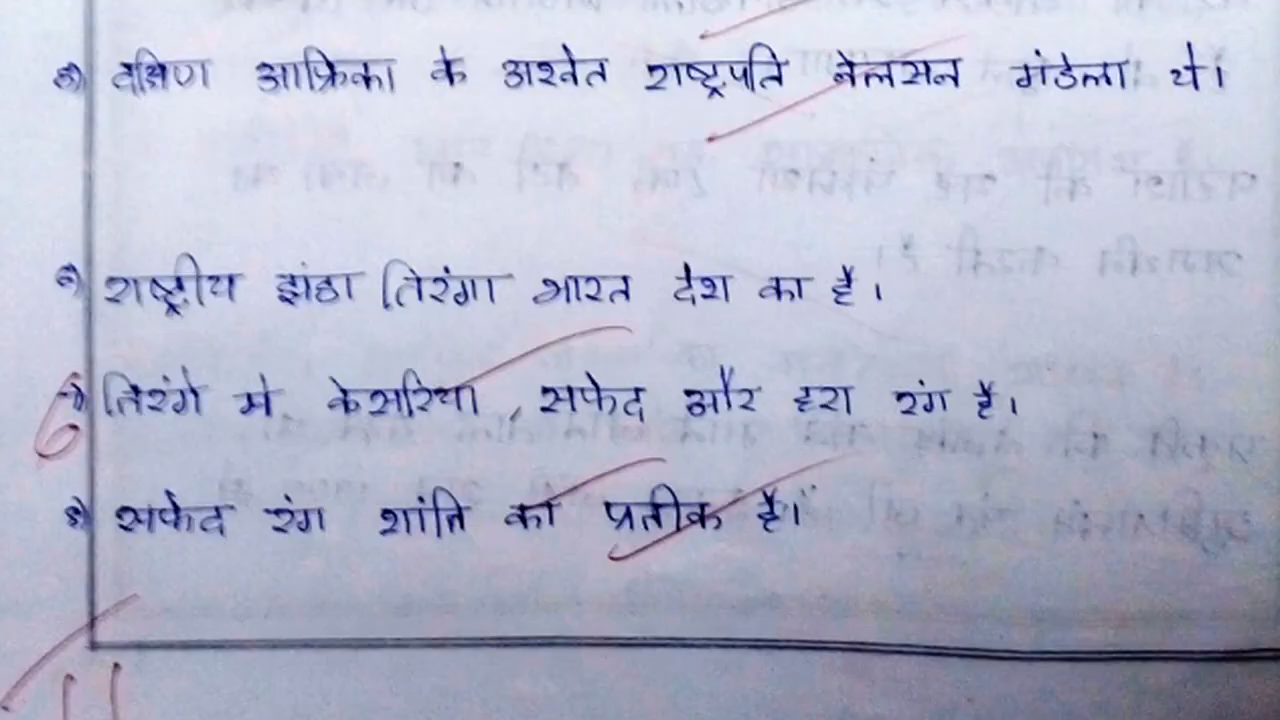 दक्षिण आफ्रिका के अश्वेत राष्ट्रपति नेलसन मंडेला थे।
राष्ट्रीय झंडा तिरंगा भारत देश का है।
तिरंगे मे केसरिया, सफेद और हरा रंग है।
सफेद रंग शांति का प्रतीक है।